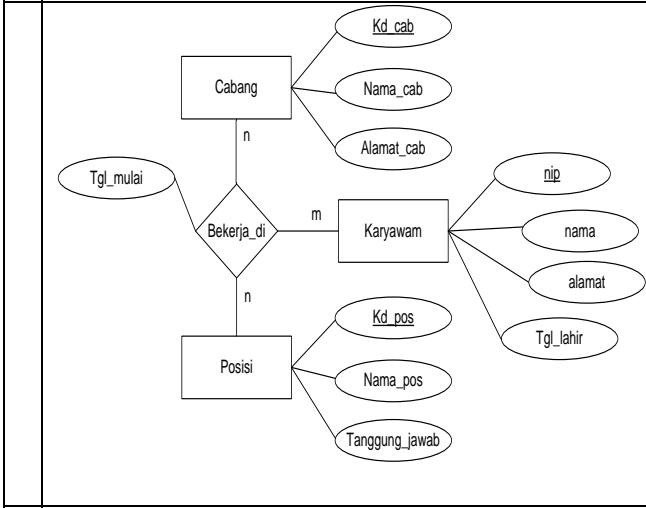 Kd_cab
Cabang
Nama_cab
Alamat_cab
n
Tgl_mulai
nip
m
Bekerja_di
Karyawam
nama
alamat
n
Kd_pos
Tgl_lahir
Posisi
Nama_pos
Tanggung_jawab